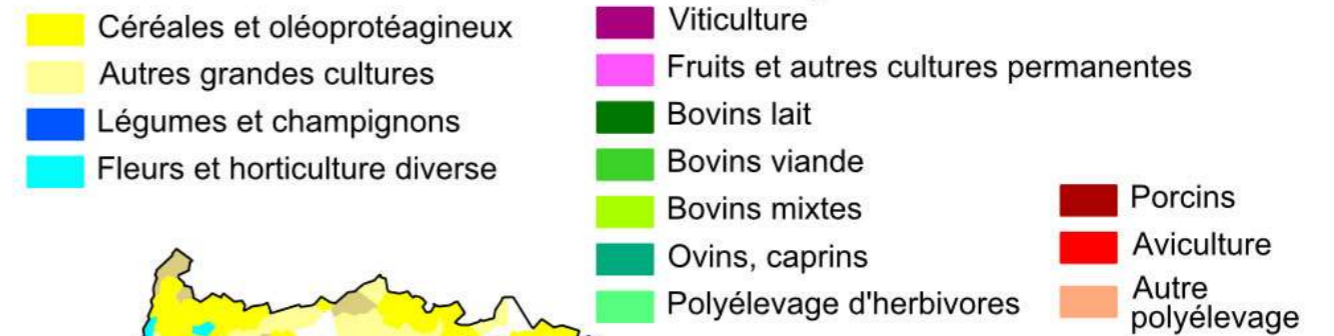 Céréales et oléoprotéagineux
Autres grandes cultures
Légumes et champignons
Fleurs et horticulture diverse
Viticulture
Fruits et autres cultures permanentes
Bovins lait
Bovins viande
Bovins mixtes
Ovins, caprins
Polyélevage d'herbivores
Porcins
Aviculture
Autre
polyélevage